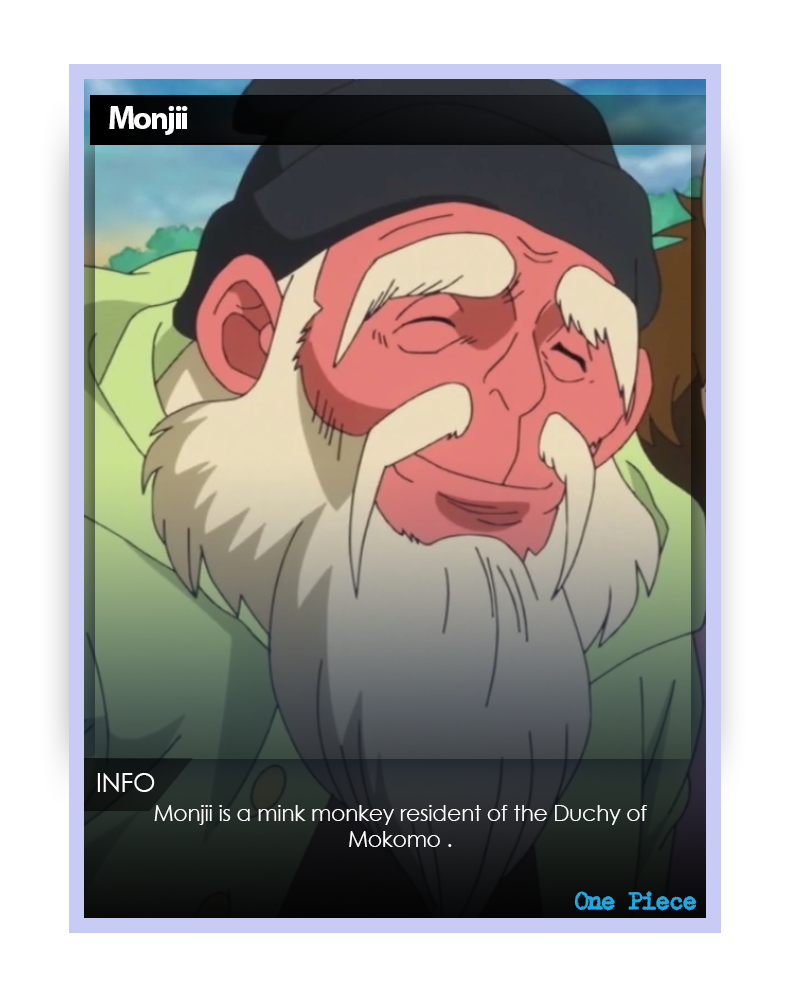 Monjii
INFO
Monjii is a mink monkey resident of the Duchy of
Mokomo .
One Piece